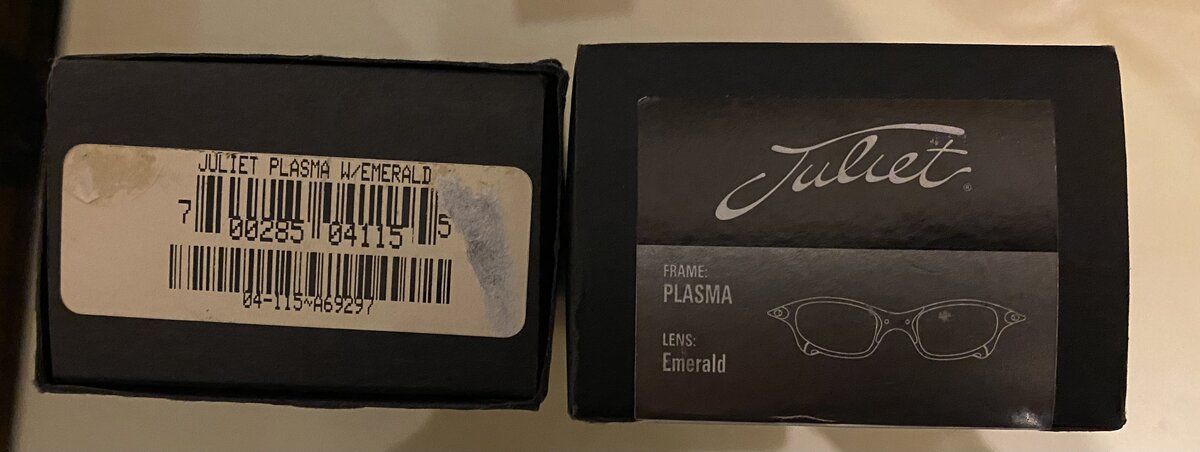 JULIET PLASMA W/EMERALD
7 00285 04115 5
04-115~A69297
Juliet®
FRAME:
PLASMA
LENS:
Emerald